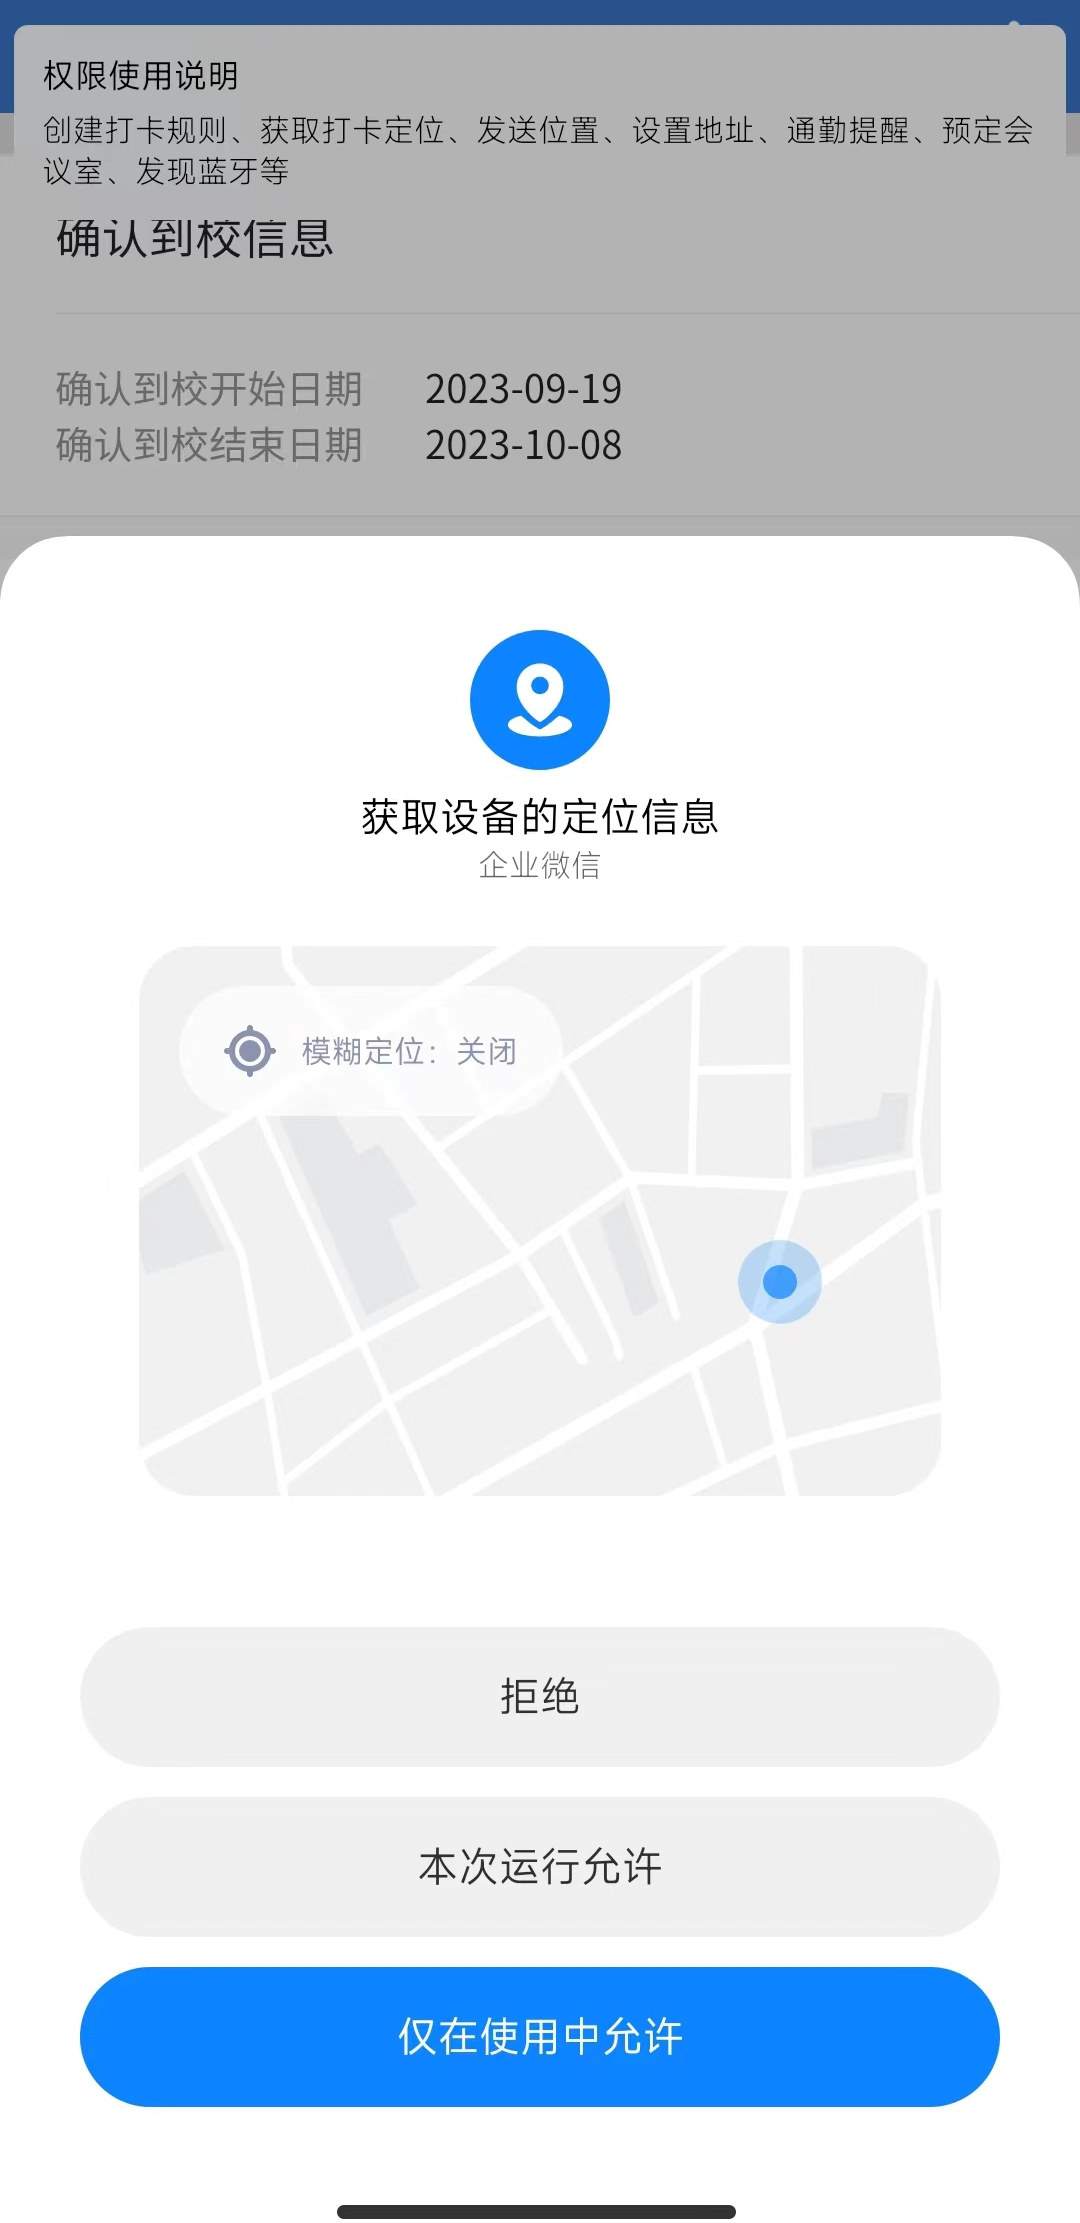 权限使用说明
创建打卡规则、获取打卡定位、发送位置、设置地址、通勤提醒、预定会
议室、发现蓝牙等
确认到校信息
确认到校开始日期 2023-09-19
确认到校结束日期 2023-10-08
获取设备的定位信息
企业微信
模糊定位：关闭
拒绝
本次运行允许
仅在使用中允许